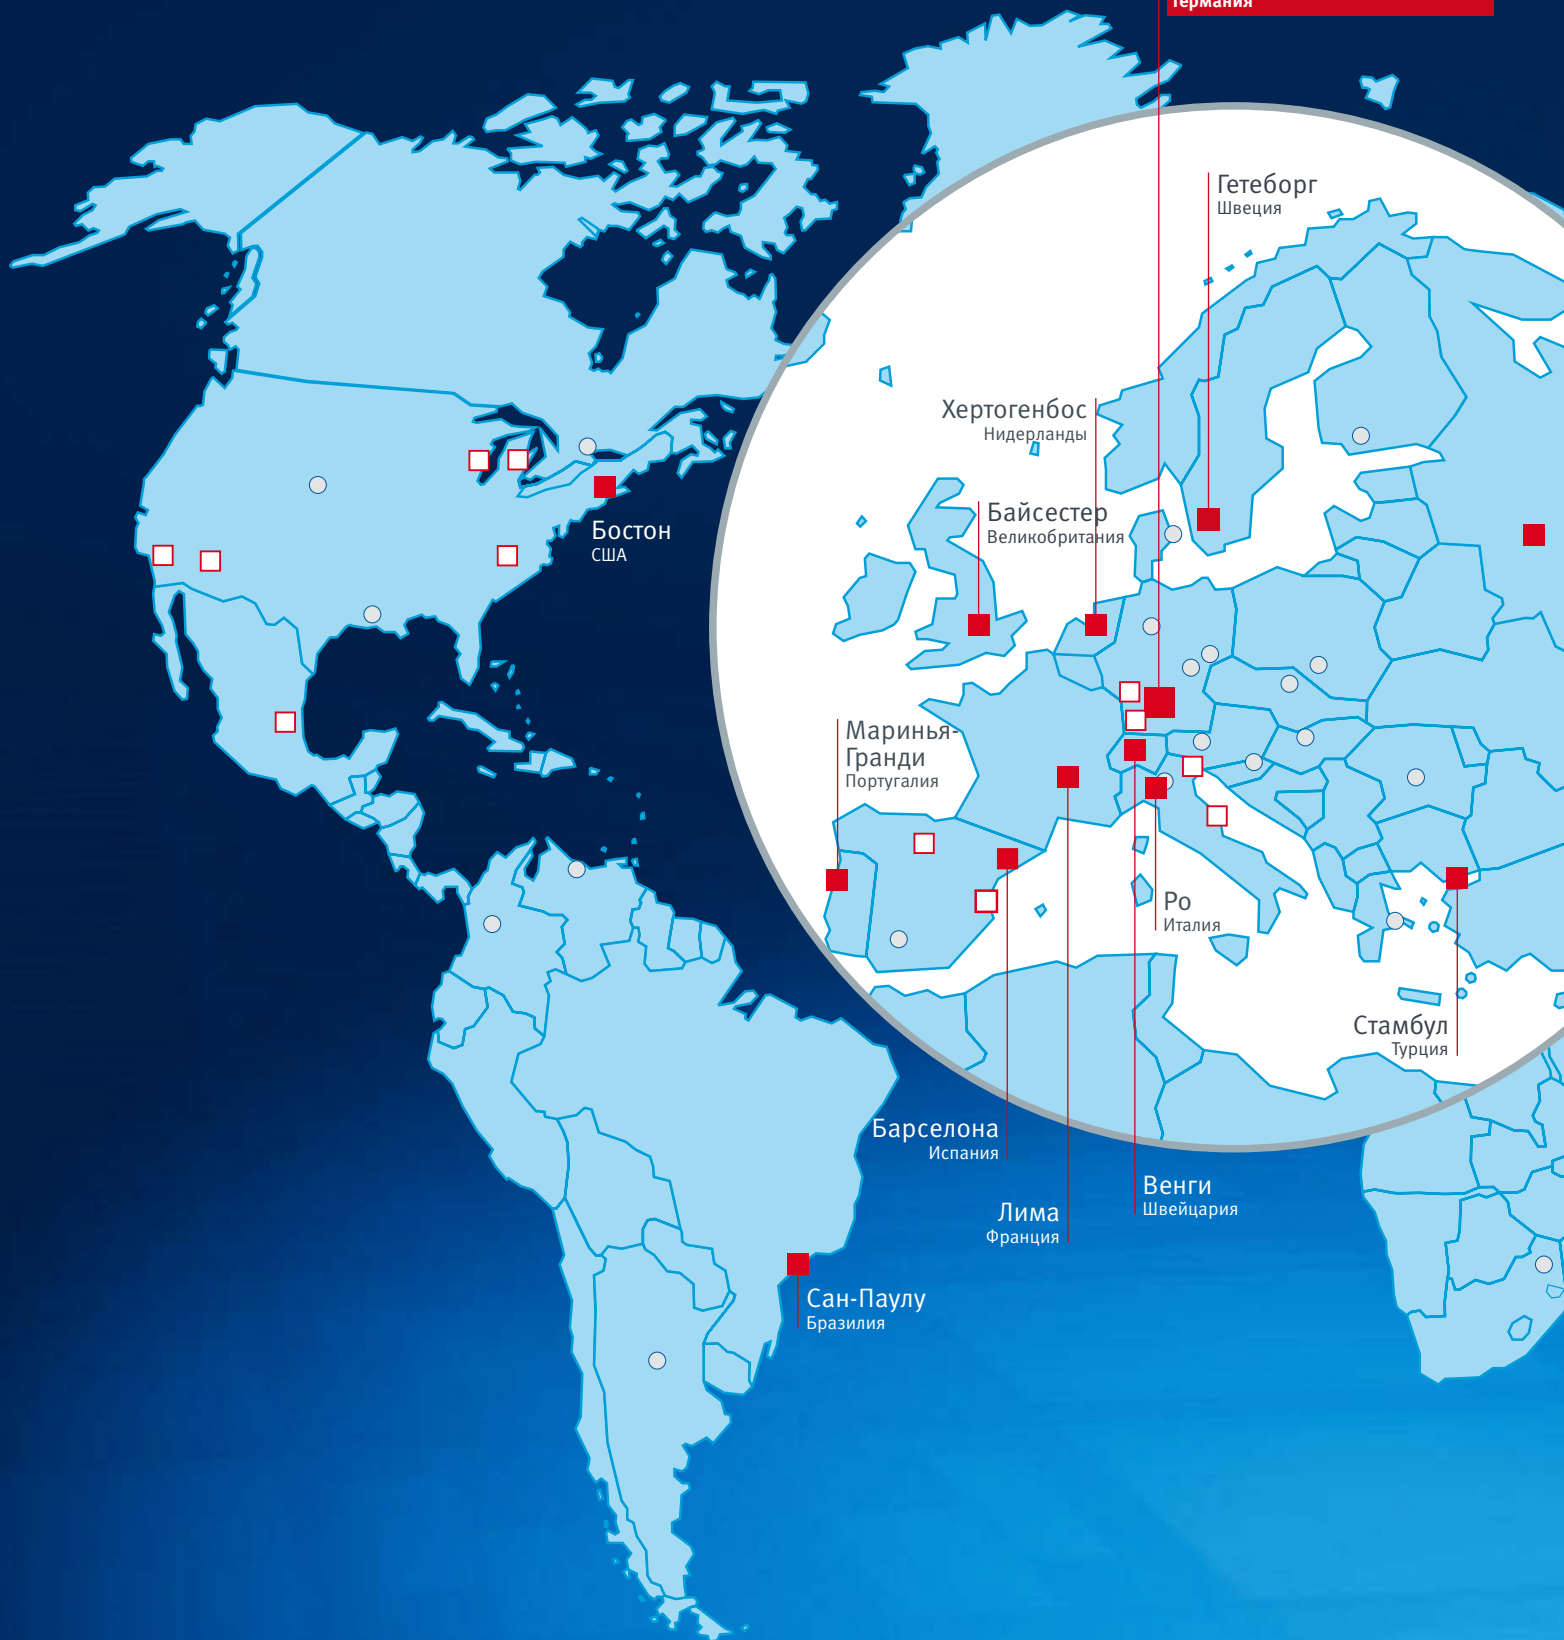 Германия
Гетеборг
Швеция
Хертогенбос
Нидерланды
Байсестер
Великобритания
Бостон
США
Маринья-
Гранди
Португалия
Ро
Италия
Стамбул
Турция
Барселона
Испания
Венги
Швейцария
Лима
Франция
Сан-Паулу
Бразилия